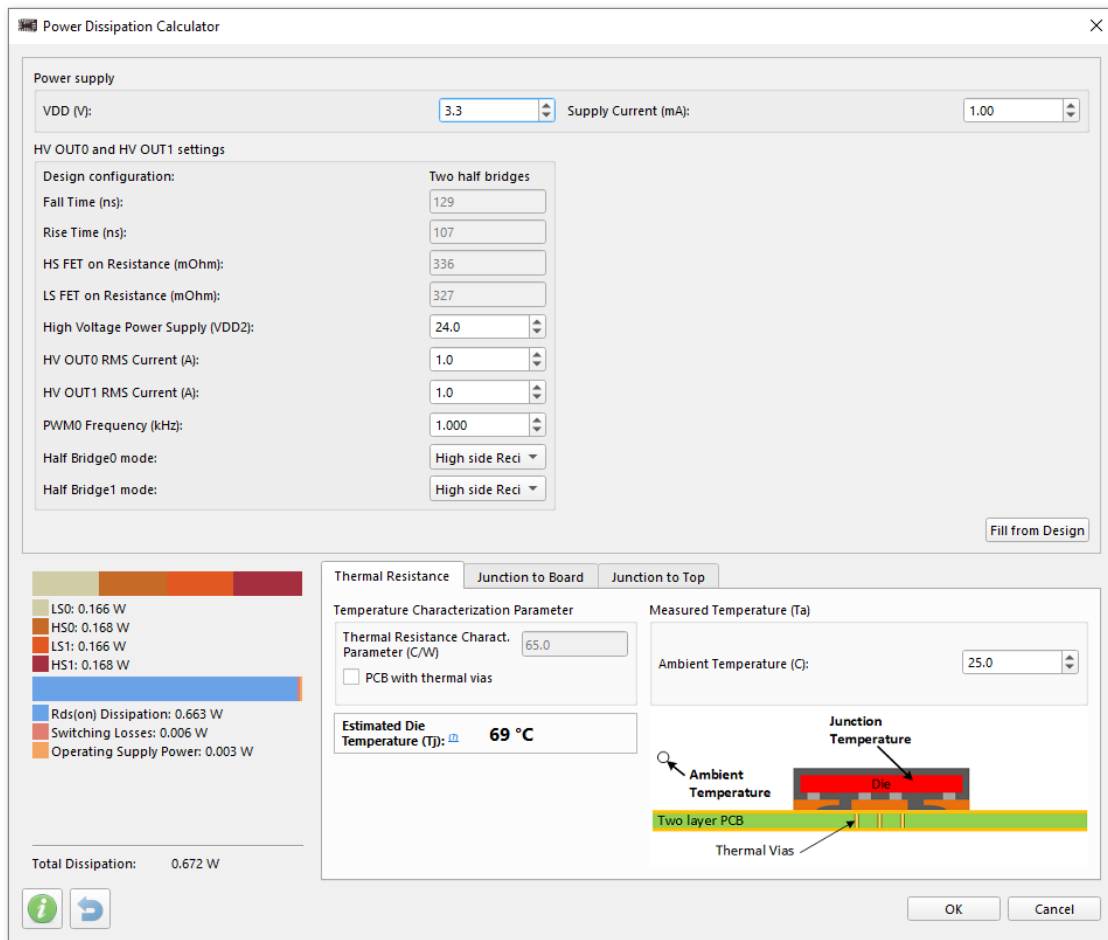 Power Dissipation Calculator
Power supply
VDD (V): 3.3 Supply Current (mA): 1.00
HV OUT0 and HV OUT1 settings
Design configuration: Two half bridges
Fall Time (ns): 129
Rise Time (ns): 107
HS FET on Resistance (mOhm): 336
LS FET on Resistance (mOhm): 327
High Voltage Power Supply (VDD2): 24.0
HV OUT0 RMS Current (A): 1.0
HV OUT1 RMS Current (A): 1.0
PWM0 Frequency (kHz): 1.000
Half Bridge0 mode: High side Reci
Half Bridge1 mode: High side Reci
Fill from Design
LS0: 0.166 W
HS0: 0.168 W
LS1: 0.166 W
HS1: 0.168 W
Rds(on) Dissipation: 0.663 W
Switching Losses: 0.006 W
Operating Supply Power: 0.003 W
Total Dissipation: 0.672 W
Thermal Resistance Junction to Board Junction to Top
Temperature Characterization Parameter
Thermal Resistance Charact.
Parameter (C/W) 65.0
PCB with thermal vias
Estimated Die
Temperature (Tj): [?] 69 °C
Measured Temperature (Ta)
Ambient Temperature (C): 25.0
Junction
Temperature
Ambient
Temperature
Die
Two layer PCB
Thermal Vias
i
OK Cancel